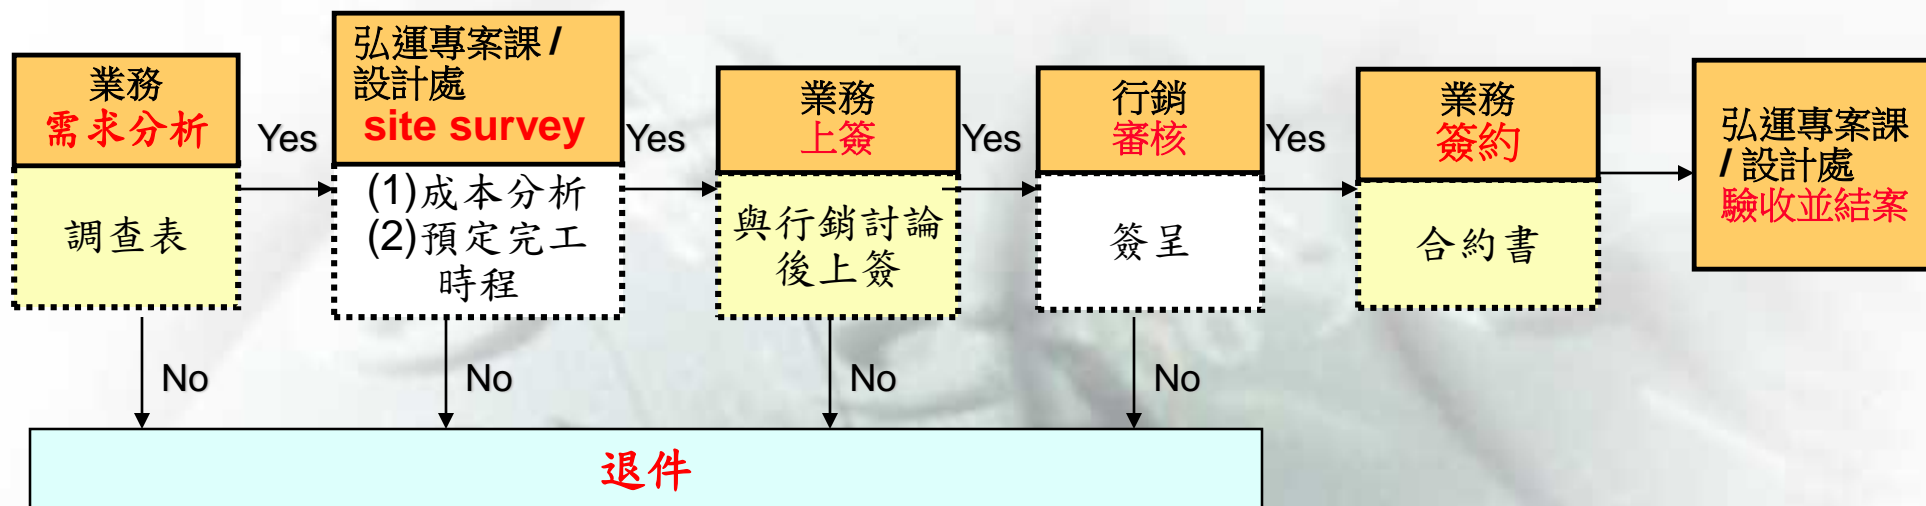 業務
需求分析
調查表
Yes
No
弘運專案課 /
設計處
site survey
(1)成本分析
(2)預定完工
時程
Yes
No
業務
上簽
與行銷討論
後上簽
Yes
No
行銷
審核
簽呈
Yes
No
業務
簽約
合約書
弘運專案課
/ 設計處
驗收並結案
退件